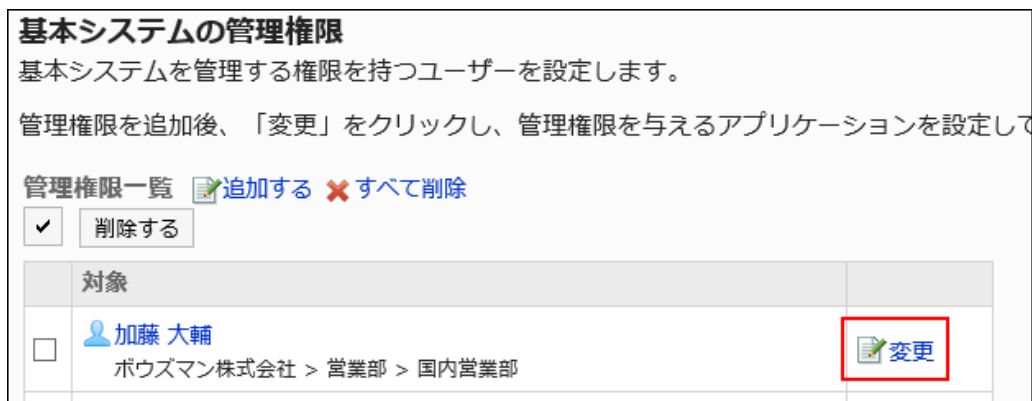 基本システムの管理権限
基本システムを管理する権限を持つユーザーを設定します。
管理権限を追加後、「変更」をクリックし、管理権限を与えるアプリケーションを設定して
管理権限一覧 追加する すべて削除
削除する
対象
加藤 大輔
変更
ボウズマン株式会社 > 営業部 > 国内営業部